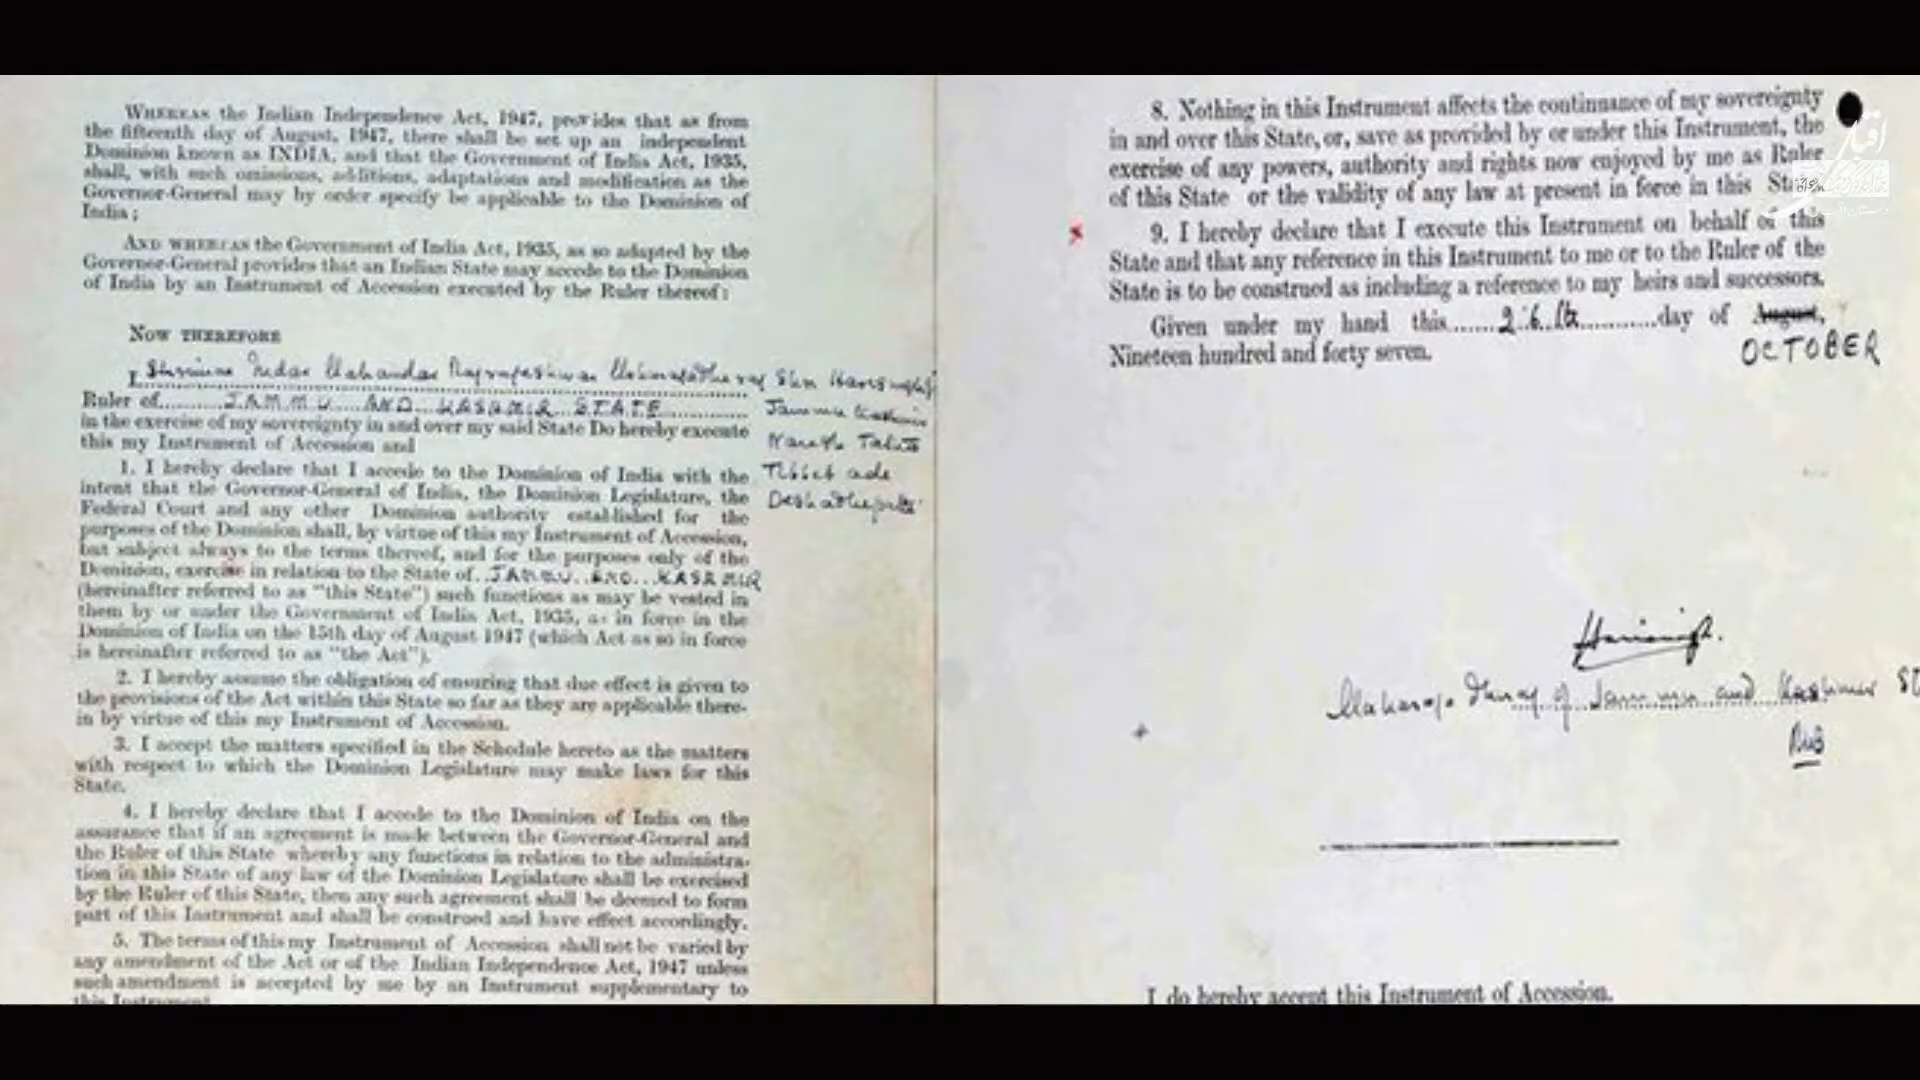 WHEREAS the Indian Independence Act, 1947, provides that as from
the fifteenth day of August, 1947, there shall be set up an independent
Dominion known as INDIA, and that the Government of India Act, 1935,
shall, with such omissions, additions, adaptations and modification as the
Governor-General may by order specify be applicable to the Dominion of
India;
AND WHEREAS the Government of India Act, 1935, as so adapted by the
Governor-General provides that an Indian State may accede to the Dominion
of India by an Instrument of Accession executed by the Ruler thereof:
NOW THEREFORE
I Shriman Indar Mahandar Rajrajeshwar Maharajadhiraj Shri Harisinghji
Jammu Kashmir
Tibbet adi
Deshadhipati
Ruler of JAMMU AND KASHMIR STATE
in the exercise of my sovereignty in and over my said State Do hereby execute
this my Instrument of Accession and
1. I hereby declare that I accede to the Dominion of India with the
intent that the Governor-General of India, the Dominion Legislature, the
Federal Court and any other Dominion authority established for the
purposes of the Dominion shall, by virtue of this my Instrument of Accession,
but subject always to the terms thereof, and for the purposes only of the
Dominion, exercise in relation to the State of JAMMU AND KASHMIR
(hereinafter referred to as "this State") such functions as may be vested in
them by or under the Government of India Act, 1935, as in force in the
Dominion of India on the 15th day of August 1947 (which Act as so in force
is hereinafter referred to as "the Act").
2. I hereby assume the obligation of ensuring that due effect is given to
the provisions of the Act within this State so far as they are applicable there-
in by virtue of this my Instrument of Accession.
3. I accept the matters specified in the Schedule hereto as the matters
with respect to which the Dominion Legislature may make laws for this
State.
4. I hereby declare that I accede to the Dominion of India on the
assurance that if an agreement is made between the Governor-General and
the Ruler of this State whereby any functions in relation to the administra-
tion in this State of any law of the Dominion Legislature shall be exercised
by the Ruler of this State, then any such agreement shall be deemed to form
part of this Instrument and shall be construed and have effect accordingly.
5. The terms of this my Instrument of Accession shall not be varied by
any amendment of the Act or of the Indian Independence Act, 1947 unless
such amendment is accepted by me by an Instrument supplementary to
this Instrument.
8. Nothing in this Instrument affects the continuance of my sovereignty
in and over this State, or, save as provided by or under this Instrument, the
exercise of any powers, authority and rights now enjoyed by me as Ruler
of this State or the validity of any law at present in force in this State.
9. I hereby declare that I execute this Instrument on behalf of this
State and that any reference in this Instrument to me or to the Ruler of the
State is to be construed as including a reference to my heirs and successors.
Given under my hand this 26th day of August,
OCTOBER
Nineteen hundred and forty seven.
Harisingh.
Maharaja Dhiraj of Jammu and Kashmir St
I do hereby accept this Instrument of Accession.